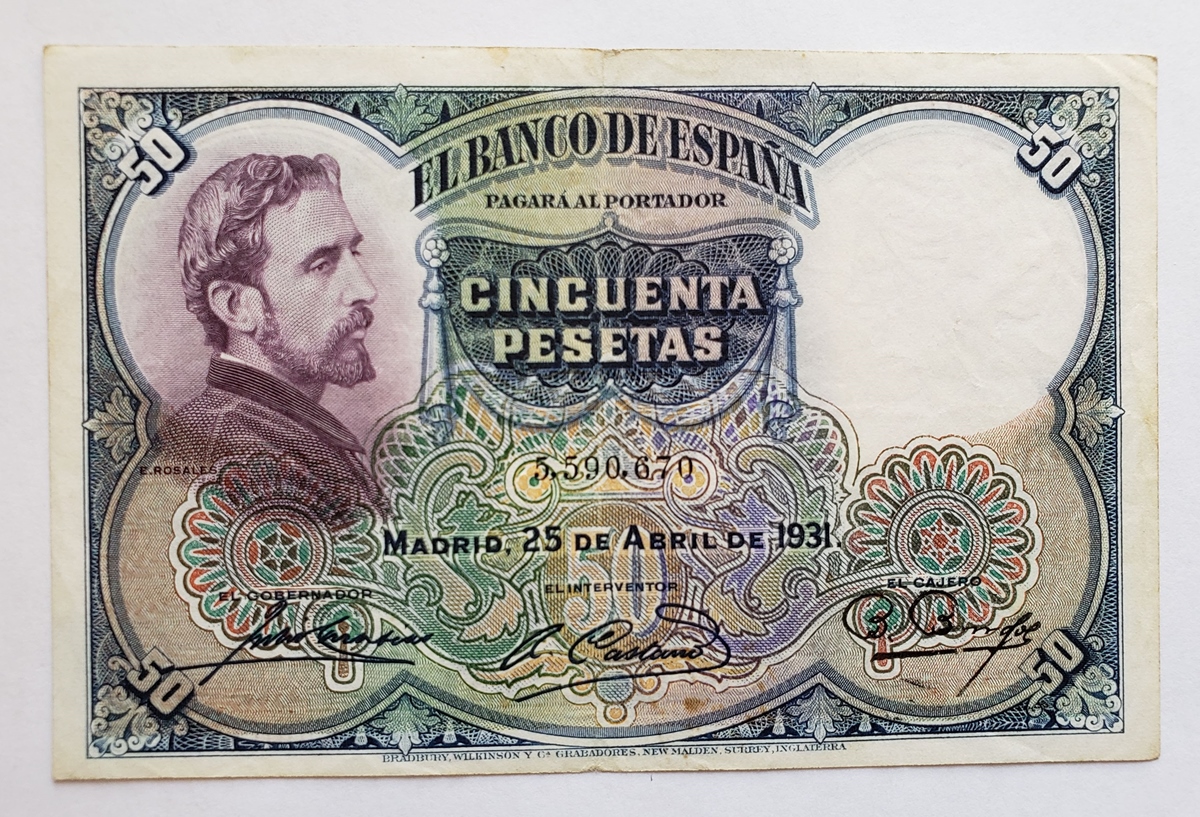 50
50
EL BANCO DE ESPAÑA
PAGARÁ AL PORTADOR
CINCUENTA
PESETAS
E. ROSALES
5.590.670
MADRID, 25 DE ABRIL DE 1931.
50
EL GOBERNADOR
EL INTERVENTOR
EL CAJERO
50
50
BRADBURY, WILKINSON Y Cª GRABADORES, NEW MALDEN, SURREY, INGLATERRA